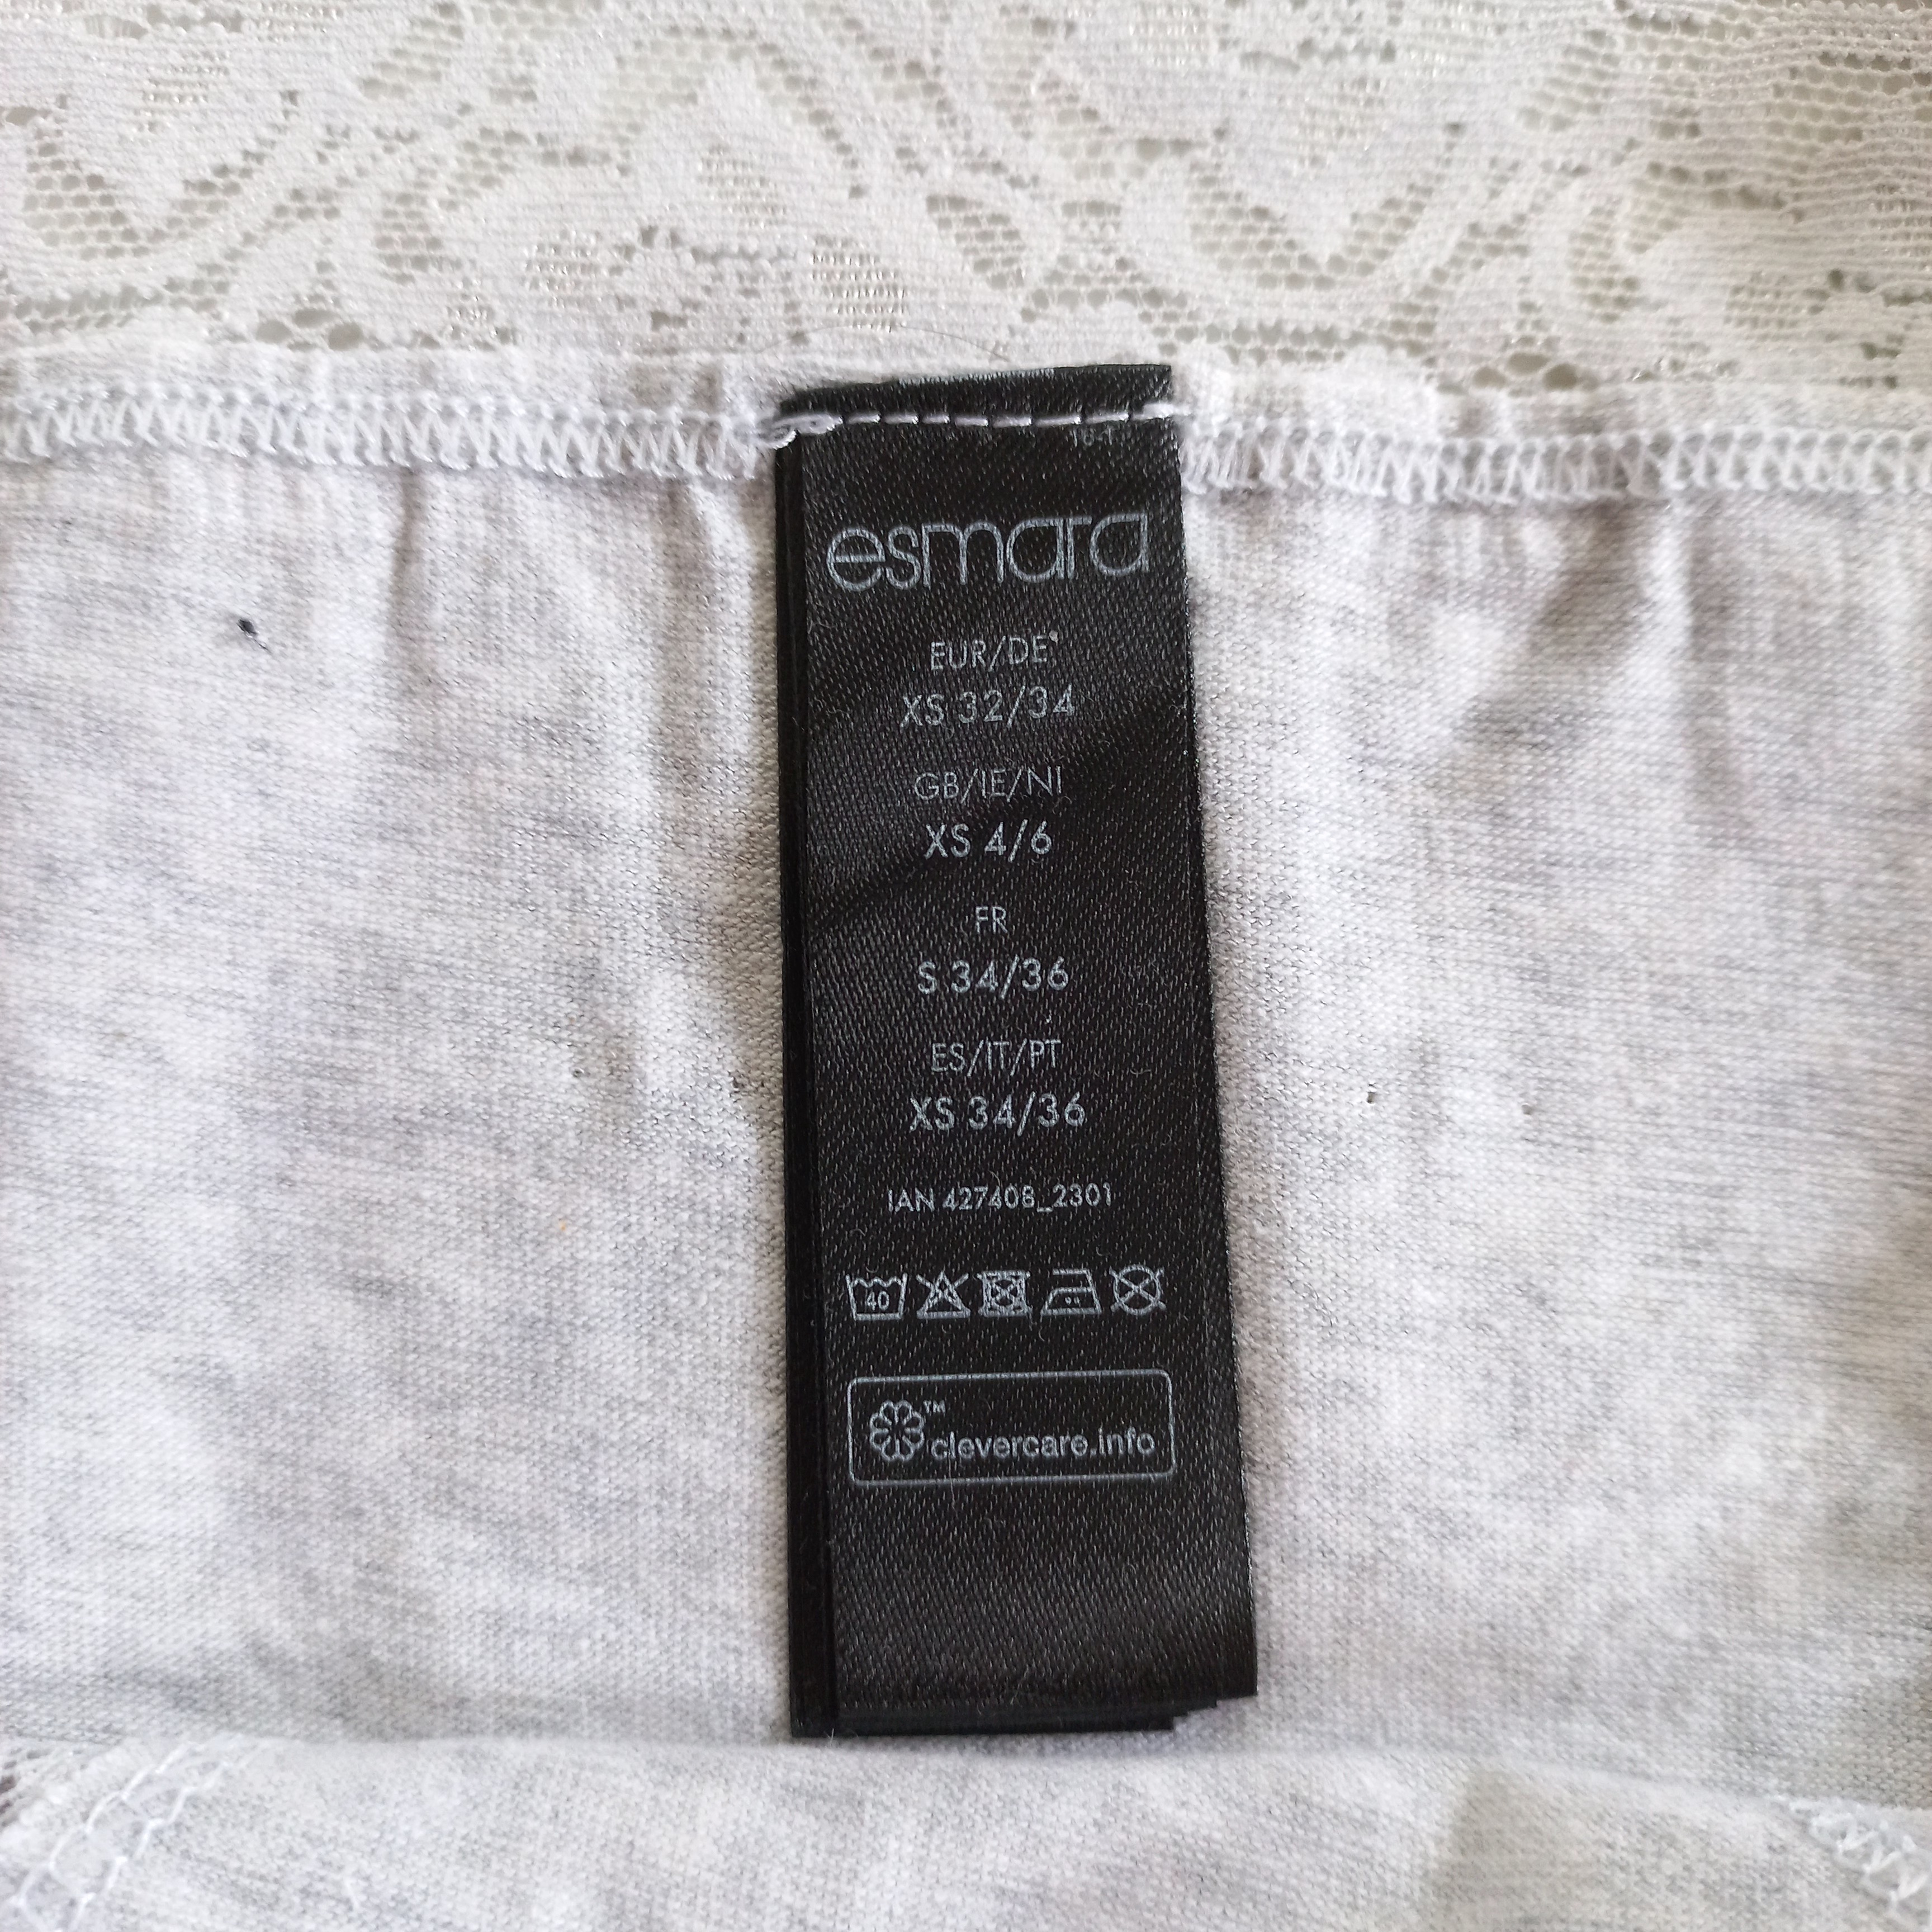 esmara
EUR/DE
XS 32/34
GB/IE/NI
XS 4/6
FR
S 34/36
ES/IT/PT
XS 34/36
IAN 427408_2301
40
™
clevercare.info